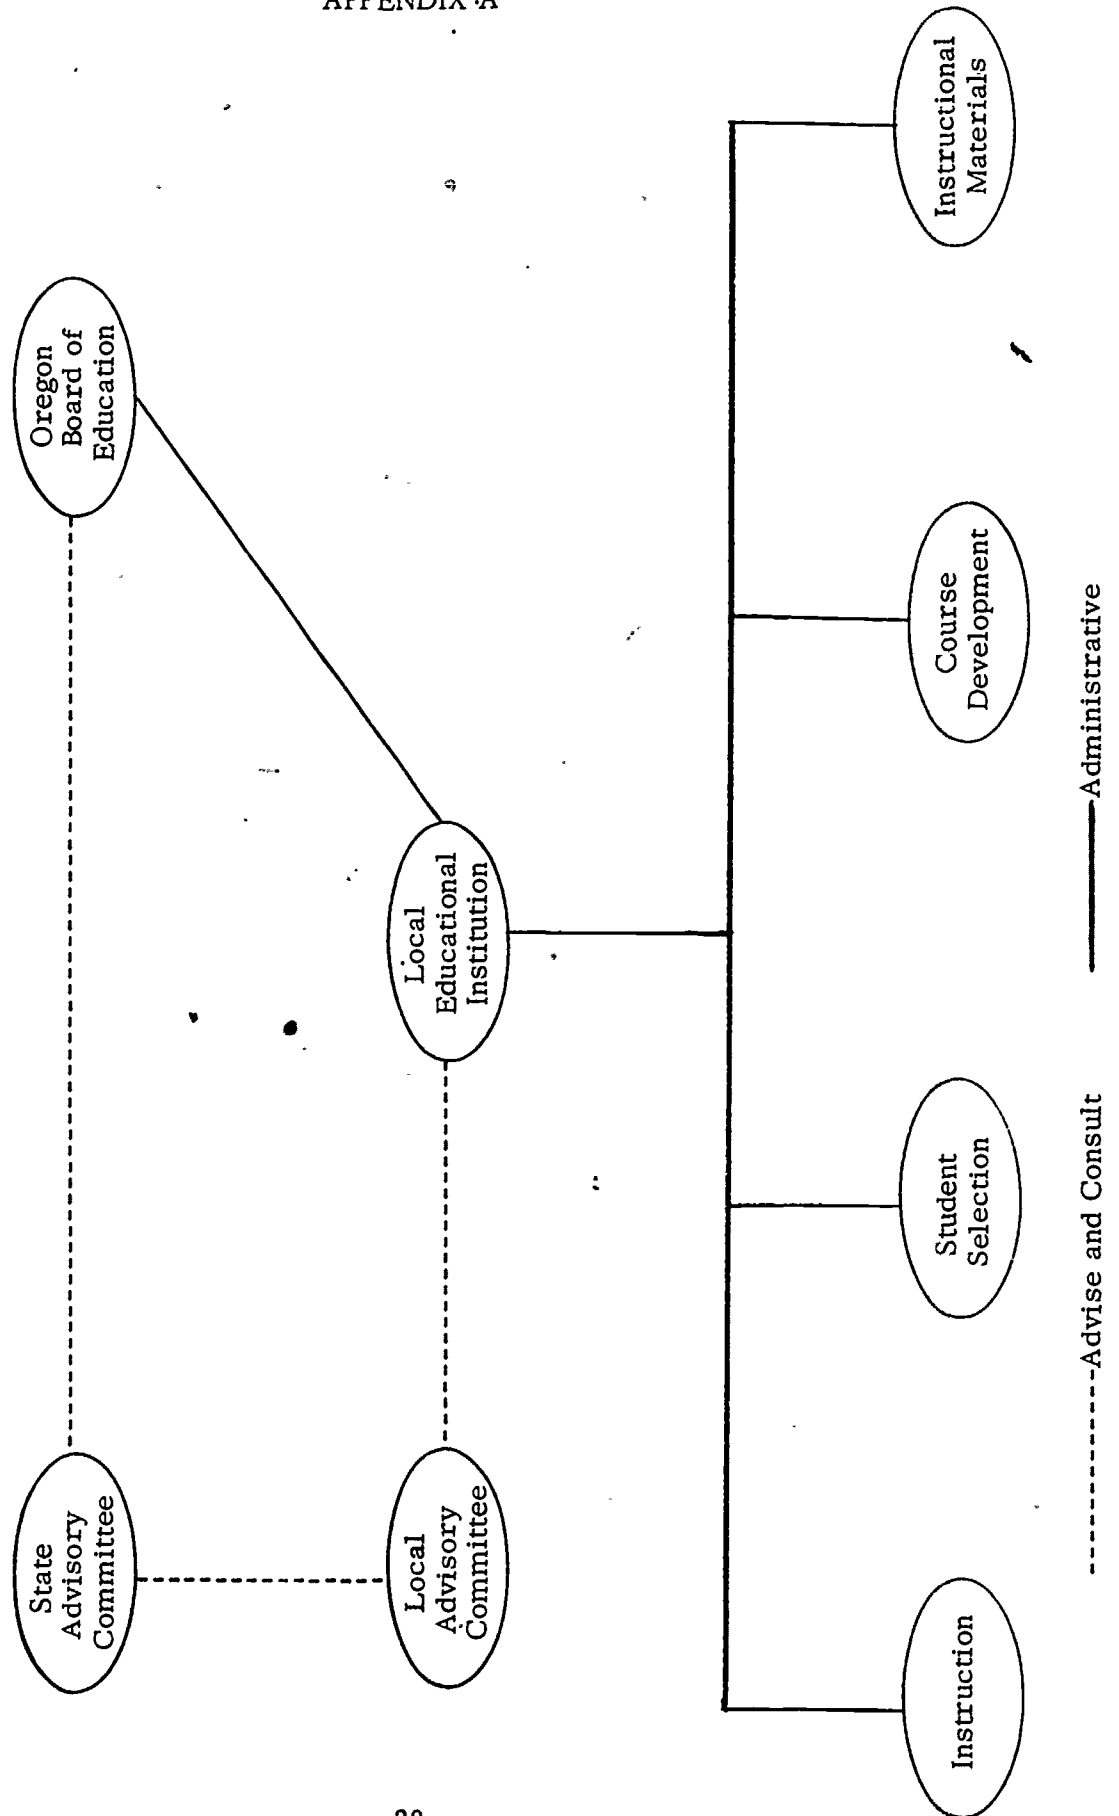 APPENDIX A
State
Advisory
Committee
Oregon
Board of
Education
Local
Advisory
Committee
Local
Educational
Institution
Instruction
Student
Selection
Course
Development
Instructional
Materials
Advise and Consult
Administrative